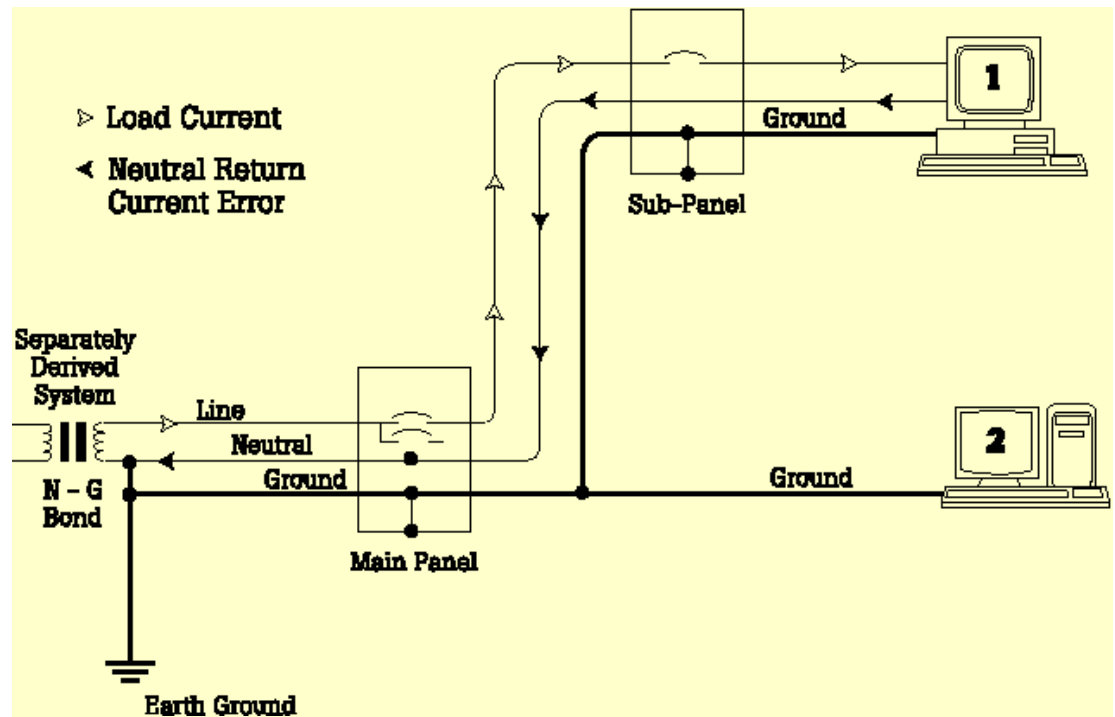 Load Current
Neutral Return
Current Error
1
Ground
Sub-Panel
Separately
Derived
System
Line
Neutral
Ground
N - G
Bond
Main Panel
2
Ground
Earth Ground